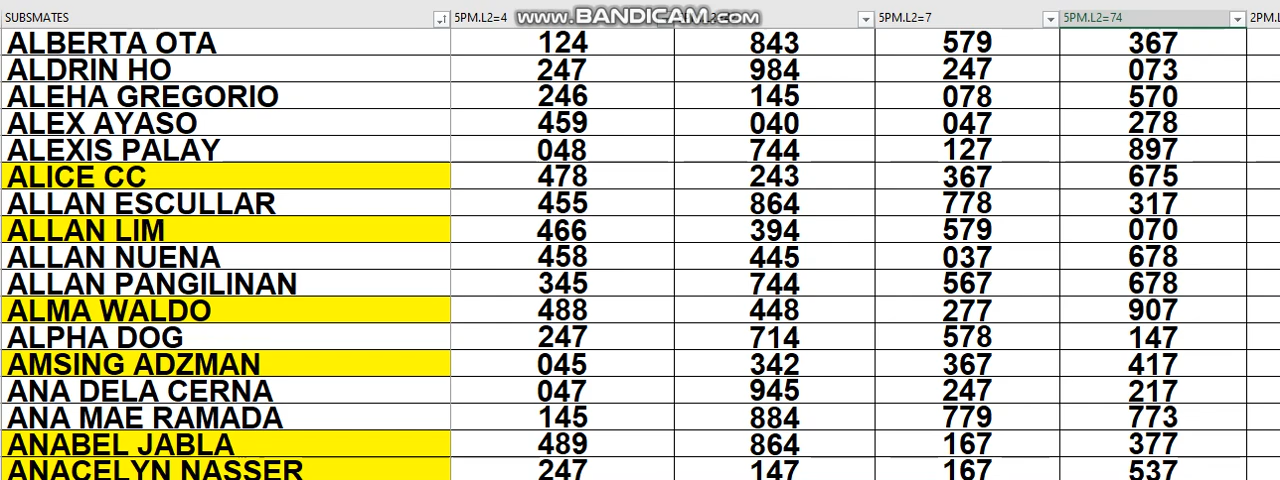 SUBSMATES 5PM.L2=4 www.BANDICAM.com 5PM.L2=7 5PM.L2=74 2PM.L
ALBERTA OTA 124 843 579 367
ALDRIN HO 247 984 247 073
ALEHA GREGORIO 246 145 078 570
ALEX AYASO 459 040 047 278
ALEXIS PALAY 048 744 127 897
ALICE CC 478 243 367 675
ALLAN ESCULLAR 455 864 778 317
ALLAN LIM 466 394 579 070
ALLAN NUENA 458 445 037 678
ALLAN PANGILINAN 345 744 567 678
ALMA WALDO 488 448 277 907
ALPHA DOG 247 714 578 147
AMSING ADZMAN 045 342 367 417
ANA DELA CERNA 047 945 247 217
ANA MAE RAMADA 145 884 779 773
ANABEL JABLA 489 864 167 377
ANACELYN NASSER 247 147 167 537